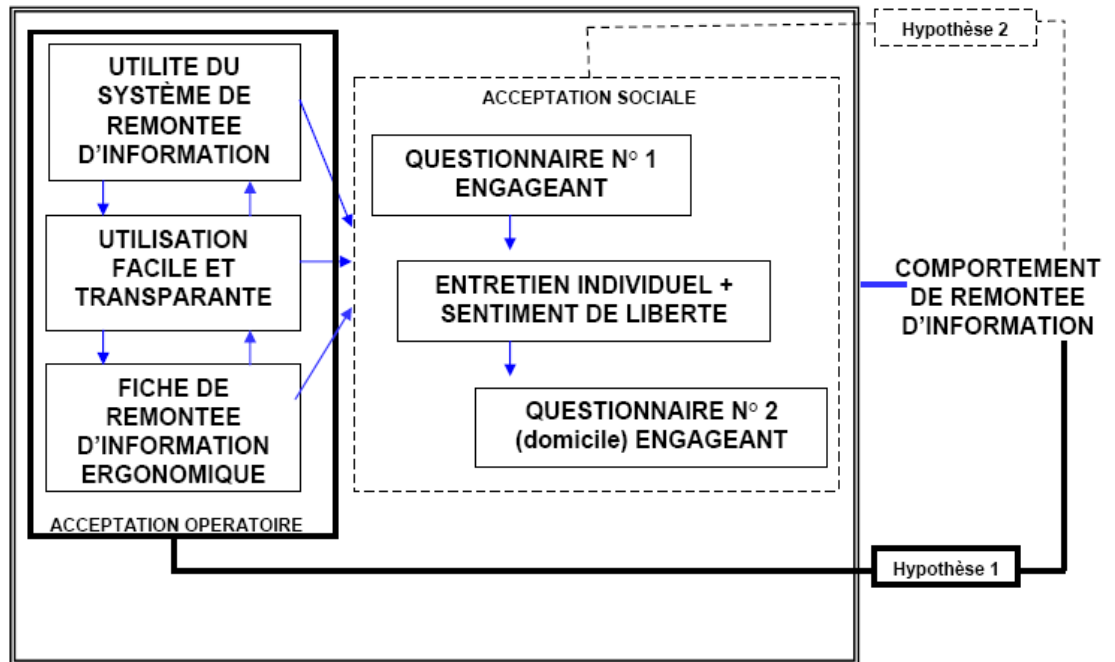 UTILITE DU
SYSTÈME DE
REMONTEE
D'INFORMATION
UTILISATION
FACILE ET
TRANSPARANTE
FICHE DE
REMONTEE
D'INFORMATION
ERGONOMIQUE
ACCEPTATION OPERATOIRE
ACCEPTATION SOCIALE
QUESTIONNAIRE N° 1
ENGAGEANT
ENTRETIEN INDIVIDUEL +
SENTIMENT DE LIBERTE
QUESTIONNAIRE N° 2
(domicile) ENGAGEANT
Hypothèse 2
COMPORTEMENT
DE REMONTEE
D'INFORMATION
Hypothèse 1